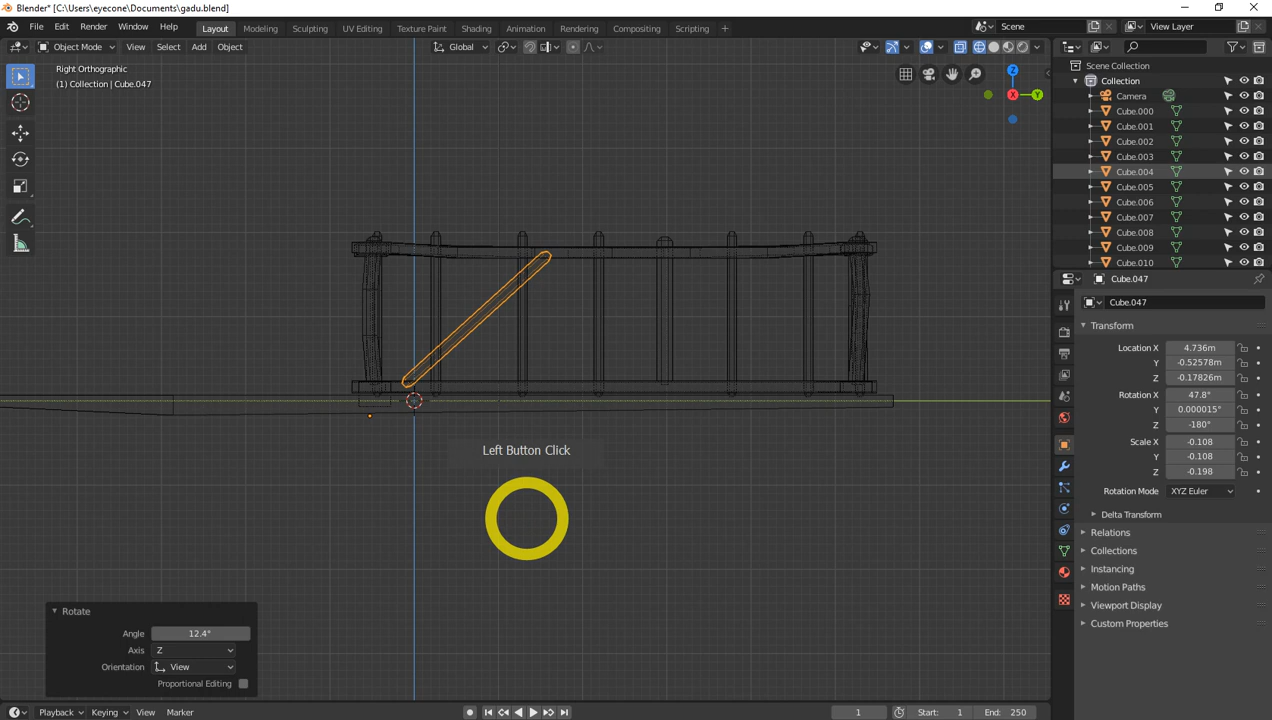 Blender* [C:\Users\eyecone\Documents\gadu.blend]
File Edit Render Window Help Layout Modeling Sculpting UV Editing Texture Paint Shading Animation Rendering Compositing Scripting + Scene View Layer
Object Mode View Select Add Object Global
Right Orthographic
(1) Collection | Cube.047
Z
X
Y
Scene Collection
Collection
Camera
Cube.000
Cube.001
Cube.002
Cube.003
Cube.004
Cube.005
Cube.006
Cube.007
Cube.008
Cube.009
Cube.010
Cube.047
Cube.047
Transform
Location X 4.736m
Y -0.52578m
Z -0.17826m
Rotation X 47.8°
Y 0.000015°
Z -180°
Scale X -0.108
Y -0.108
Z -0.198
Rotation Mode XYZ Euler
Delta Transform
Relations
Collections
Instancing
Motion Paths
Viewport Display
Custom Properties
Left Button Click
Rotate
Angle 12.4°
Axis Z
Orientation View
Proportional Editing
Playback Keying View Marker 1 Start: 1 End: 250